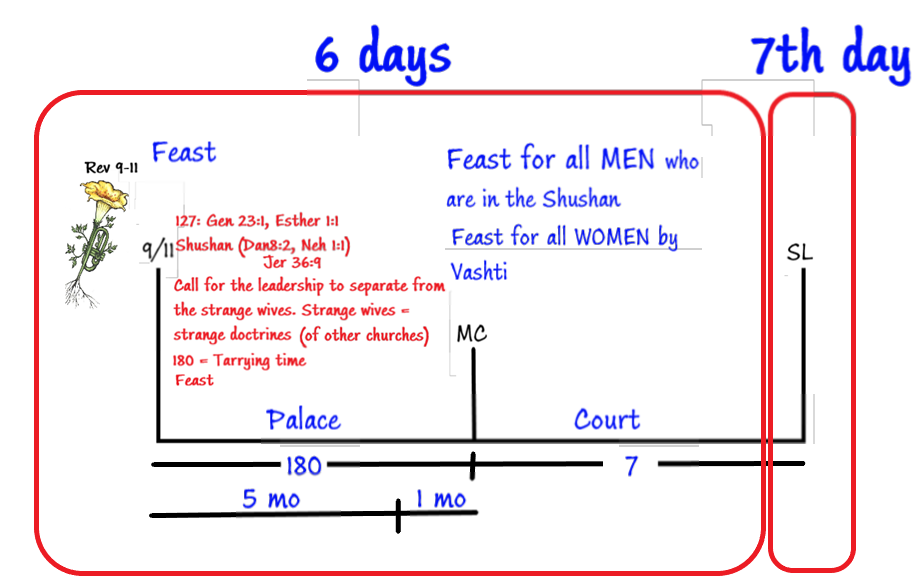 6 days
7th day
Rev 9-11
Feast
127: Gen 23:1, Esther 1:1
9/11
Shushan (Dan8:2, Neh 1:1)
Jer 36:9
Call for the leadership to separate from
the strange wives. Strange wives =
strange doctrines (of other churches)
180 = Tarrying time
Feast
Feast for all MEN who
are in the Shushan
Feast for all WOMEN by
Vashti
SL
MC
Palace
Court
180
7
5 mo
1 mo